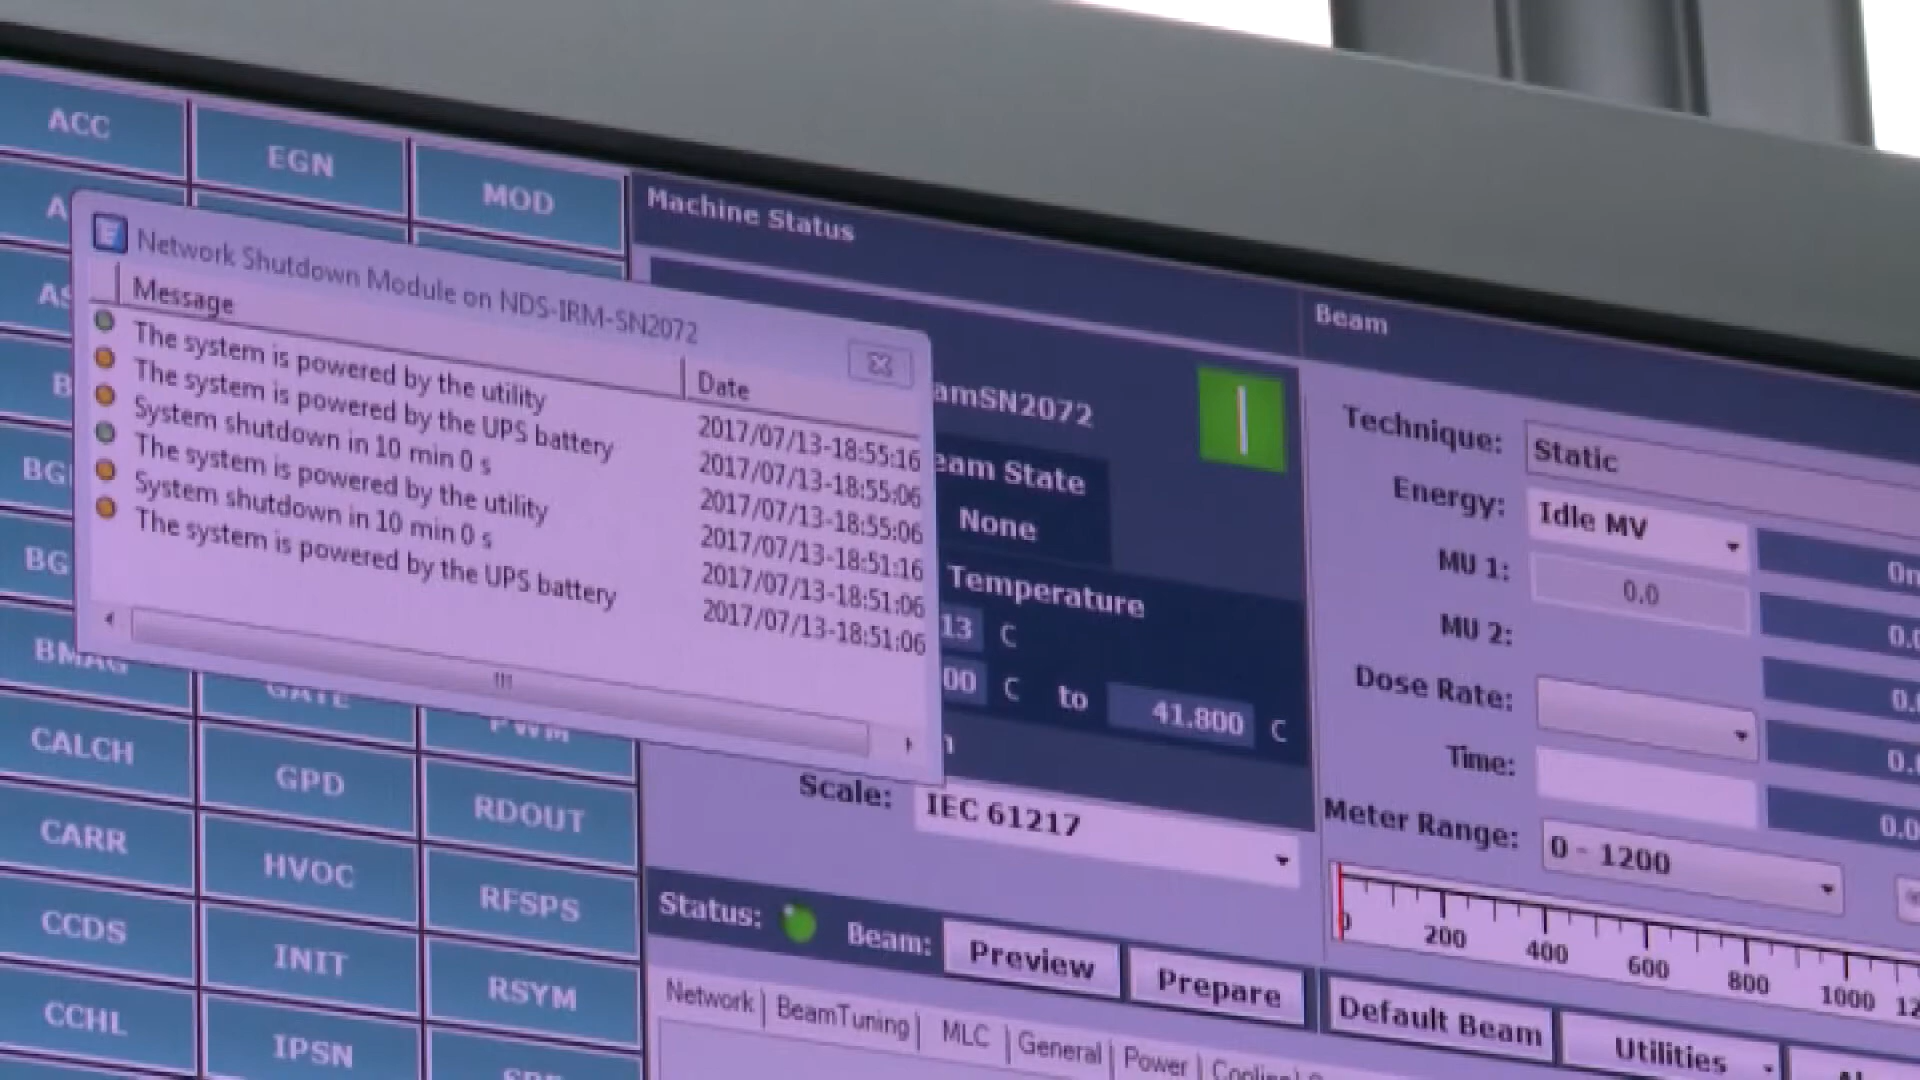 ACC
EGN
MOD
Machine Status
Beam
Network Shutdown Module on NDS-IRM-SN2072
Message
Date
The system is powered by the utility
2017/07/13-18:55:16
The system is powered by the UPS battery
2017/07/13-18:55:06
System shutdown in 10 min 0 s
2017/07/13-18:55:06
The system is powered by the utility
2017/07/13-18:51:16
System shutdown in 10 min 0 s
2017/07/13-18:51:06
The system is powered by the UPS battery
2017/07/13-18:51:06
amSN2072
eam State
None
Temperature
13 C
00 C to 41.800 C
Scale: IEC 61217
Technique: Static
Energy: Idle MV
MU 1: 0.0
MU 2:
Dose Rate:
Time:
Meter Range: 0 - 1200
0 200 400 600 800 1000
BMAG
GATE
PWM
CALCH
GPD
RDOUT
CARR
HVOC
RFSPS
CCDS
INIT
RSYM
CCHL
IPSN
Status: Beam: Preview Prepare
Default Beam
Utilities
Network BeamTuning MLC General Power